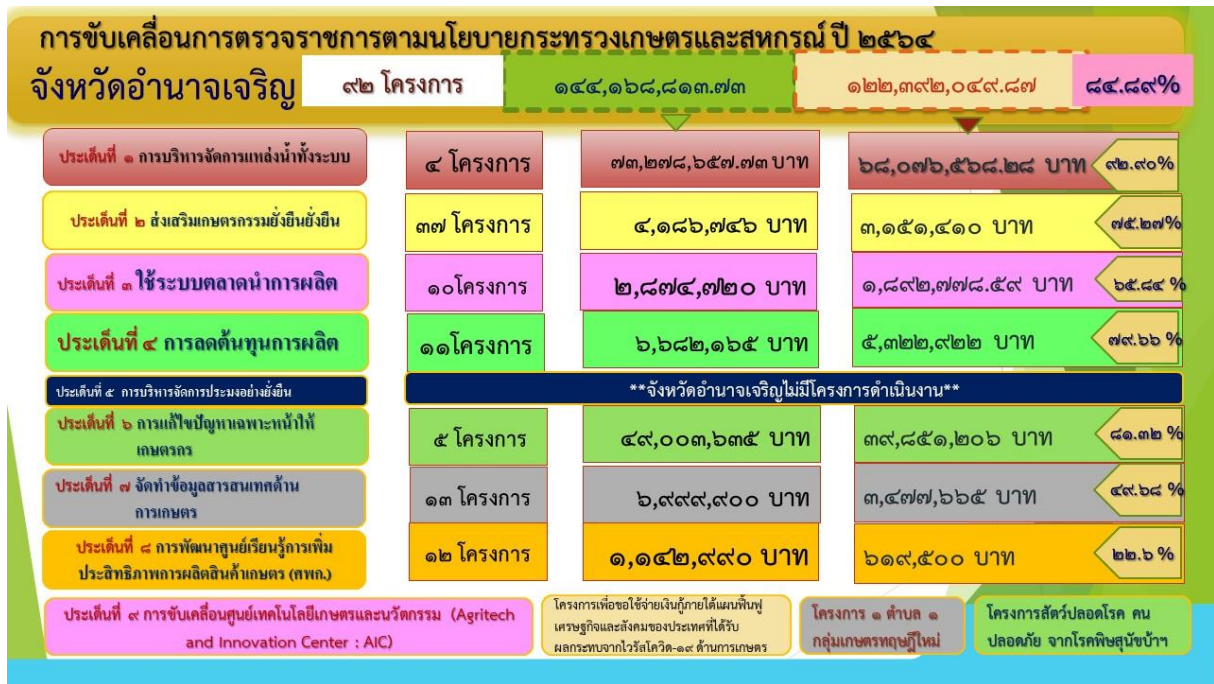 การขับเคลื่อนการตรวจราชการตามนโยบายกระทรวงเกษตรและสหกรณ์ ปี ๒๕๖๔
จังหวัดอำนาจเจริญ ๙๒ โครงการ ๑๔๔,๑๖๘,๘๑๓.๗๓ ๑๒๒,๓๙๒,๐๔๙.๘๗ ๘๔.๘๙%
ประเด็นที่ ๑ การบริหารจัดการแหล่งน้ำทั้งระบบ ๔ โครงการ ๗๓,๒๗๘,๖๕๗.๗๓ บาท ๖๘,๐๗๖,๕๖๘.๒๘ บาท ๙๒.๙๐%
ประเด็นที่ ๒ ส่งเสริมเกษตรกรรมยั่งยืนยั่งยืน ๓๗ โครงการ ๔,๑๘๖,๗๔๖ บาท ๓,๑๕๑,๔๑๐ บาท ๗๕.๒๗%
ประเด็นที่ ๓ ใช้ระบบตลาดนำการผลิต ๑๐โครงการ ๒,๘๗๔,๗๒๐ บาท ๑,๘๙๒,๗๗๘.๕๙ บาท ๖๕.๘๔ %
ประเด็นที่ ๔ การลดต้นทุนการผลิต ๑๑โครงการ ๖,๖๘๒,๑๖๕ บาท ๕,๓๒๒,๙๒๒ บาท ๗๙.๖๖ %
ประเด็นที่ ๕ การบริหารจัดการประมงอย่างยั่งยืน **จังหวัดอำนาจเจริญไม่มีโครงการดำเนินงาน**
ประเด็นที่ ๖ การแก้ไขปัญหาเฉพาะหน้าให้
เกษตรกร ๕ โครงการ ๔๙,๐๐๓,๖๓๕ บาท ๓๙,๘๕๑,๒๐๖ บาท ๘๑.๓๒ %
ประเด็นที่ ๗ จัดทำข้อมูลสารสนเทศด้าน
การเกษตร ๑๓ โครงการ ๖,๙๙๙,๙๐๐ บาท ๓,๔๗๗,๖๖๕ บาท ๔๙.๖๘ %
ประเด็นที่ ๘ การพัฒนาศูนย์เรียนรู้การเพิ่ม
ประสิทธิภาพการผลิตสินค้าเกษตร (ศพก.) ๑๒ โครงการ ๑,๑๔๒,๙๙๐ บาท ๖๑๙,๕๐๐ บาท ๒๒.๖ %
ประเด็นที่ ๙ การขับเคลื่อนศูนย์เทคโนโลยีเกษตรและนวัตกรรม (Agritech
and Innovation Center : AIC)
โครงการเพื่อขอใช้จ่ายเงินกู้ภายใต้แผนฟื้นฟู
เศรษฐกิจและสังคมของประเทศที่ได้รับ
ผลกระทบจากไวรัสโควิด-๑๙ ด้านการเกษตร
โครงการ ๑ ตำบล ๑
กลุ่มเกษตรทฤษฎีใหม่
โครงการสัตว์ปลอดโรค คน
ปลอดภัย จากโรคพิษสุนัขบ้าฯ